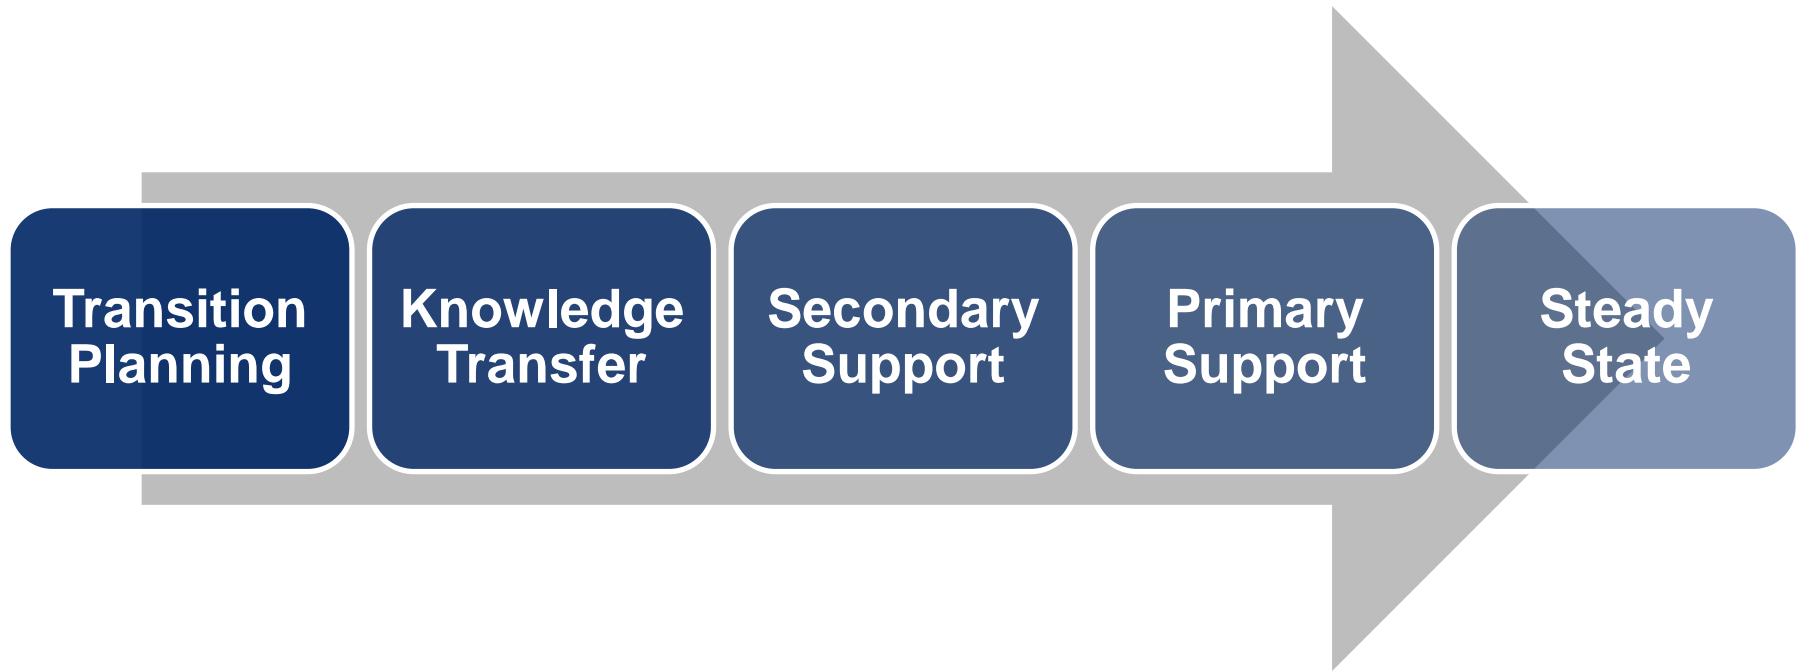 Transition
Planning
Knowledge
Transfer
Secondary
Support
Primary
Support
Steady
State